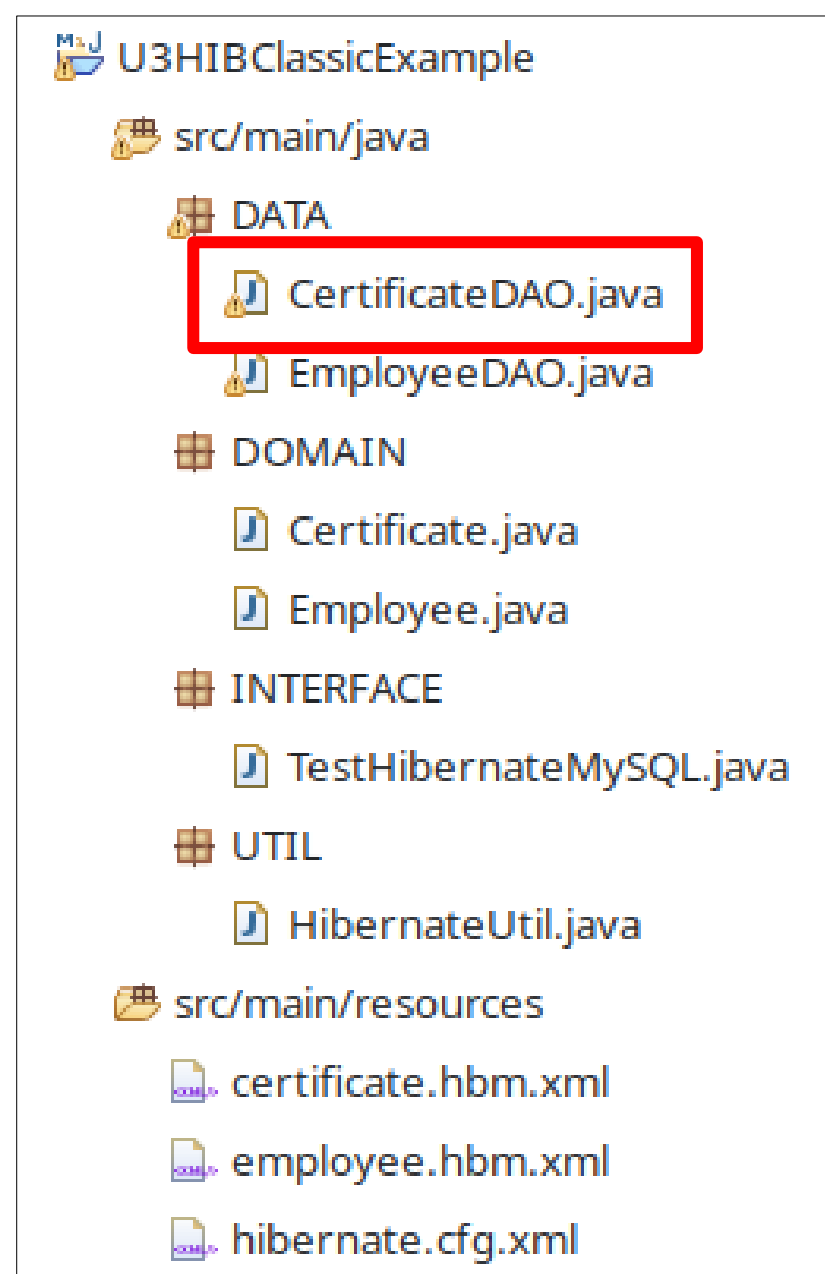 U3HIBClassicExample
src/main/java
DATA
CertificateDAO.java
EmployeeDAO.java
DOMAIN
Certificate.java
Employee.java
INTERFACE
TestHibernateMySQL.java
UTIL
HibernateUtil.java
src/main/resources
certificate.hbm.xml
employee.hbm.xml
hibernate.cfg.xml